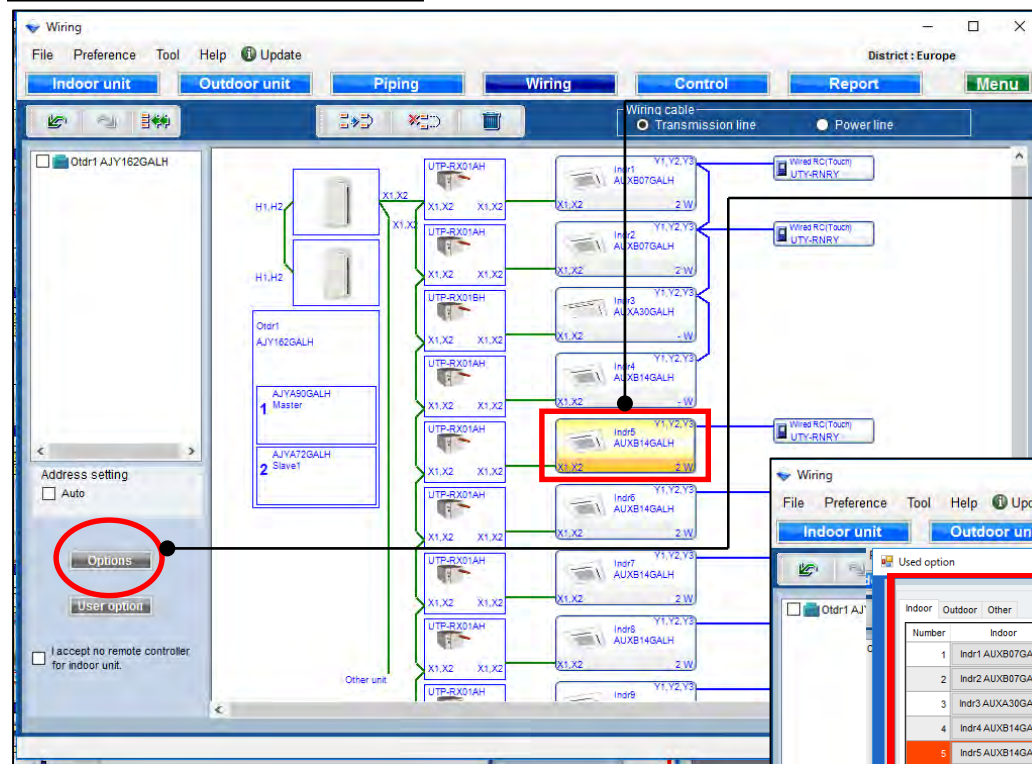 Wiring
File Preference Tool Help Update
District : Europe
Indoor unit Outdoor unit Piping Wiring Control Report Menu
Wiring cable
Transmission line Power line
Otdr1 AJY162GALH
H1,H2
H1,H2
X1,X2
Otdr1
AJY162GALH
1 AJYA90GALH
Master
2 AJYA72GALH
Slave1
Other unit
UTP-RX01AH
X1,X2 X1,X2
UTP-RX01AH
X1,X2 X1,X2
UTP-RX01BH
X1,X2 X1,X2
UTP-RX01AH
X1,X2 X1,X2
UTP-RX01AH
X1,X2 X1,X2
UTP-RX01AH
X1,X2 X1,X2
UTP-RX01AH
X1,X2 X1,X2
UTP-RX01AH
X1,X2 X1,X2
UTP-RX01AH
Indr1 Y1,Y2,Y3
AUXB07GALH
X1,X2 2 W
Indr2 Y1,Y2,Y3
AUXB07GALH
X1,X2 2 W
Indr3 Y1,Y2,Y3
AUXA30GALH
X1,X2 - W
Indr4 Y1,Y2,Y3
AUXB14GALH
X1,X2 - W
Indr5 Y1,Y2,Y3
AUXB14GALH
X1,X2 2 W
Indr6 Y1,Y2,Y3
AUXB14GALH
X1,X2 2 W
Indr7 Y1,Y2,Y3
AUXB14GALH
X1,X2 2 W
Indr8 Y1,Y2,Y3
AUXB14GALH
X1,X2 2 W
Indr9 Y1,Y2,Y3
Wired RC(Touch)
UTY-RNRY
Wired RC(Touch)
UTY-RNRY
Wired RC(Touch)
UTY-RNRY
Address setting
Auto
Options
User option
I accept no remote controller
for indoor unit.
Wiring
File Preference Tool Help
Indoor unit
Otdr1
Used option
Indoor Outdoor Other
Number Indoor
1 Indr1 AUXB07GA
2 Indr2 AUXB07GA
3 Indr3 AUXA30GA
4 Indr4 AUXB14GA
5 Indr5 AUXB14GA